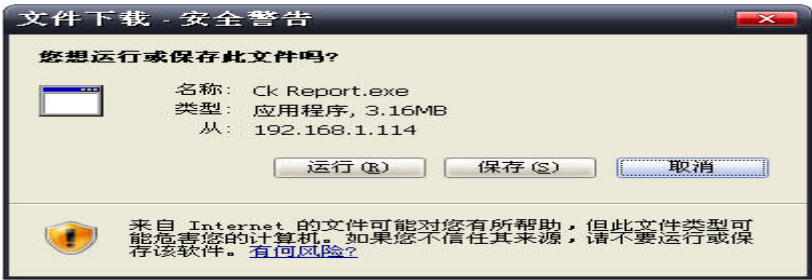 文件下载 - 安全警告
您想运行或保存此文件吗?
名称: Ck Report.exe
类型: 应用程序, 3.16MB
从: 192.168.1.114
运行(R) 保存(S) 取消
来自 Internet 的文件可能对您有所帮助，但此文件类型可
能危害您的计算机。如果您不信任其来源，请不要运行或保
存该软件。有何风险?